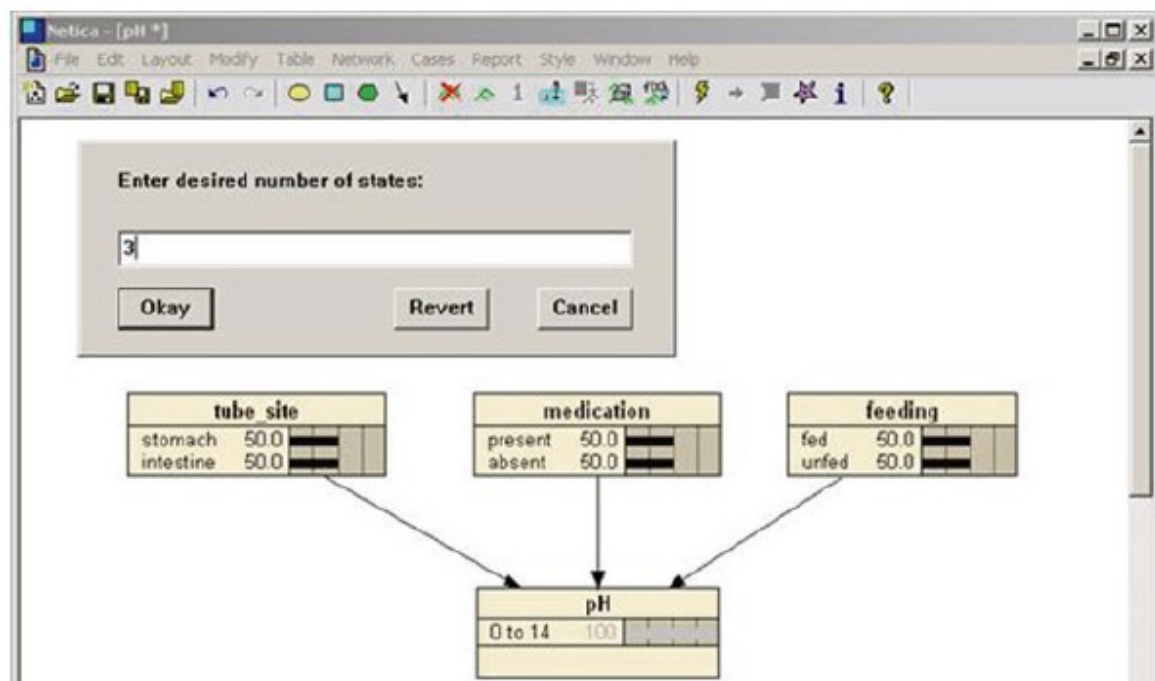 Netica - [pH *]
File Edit Layout Modify Table Network Cases Report Style Window Help
1 i ?
Enter desired number of states:
3
Okay Revert Cancel
tube_site medication feeding
stomach 50.0 present 50.0 fed 50.0
intestine 50.0 absent 50.0 unfed 50.0
pH
0 to 14 100